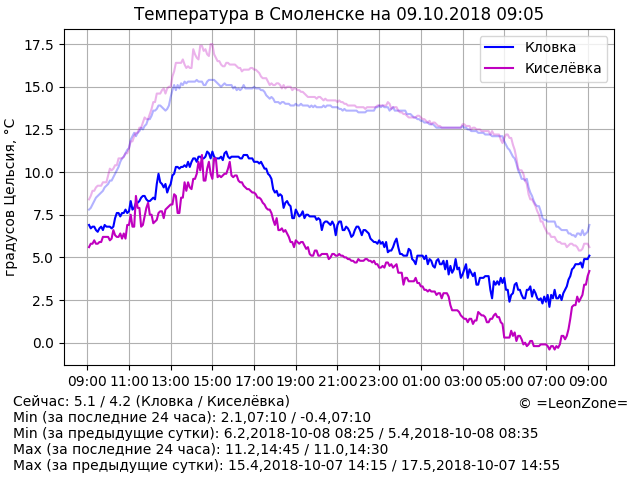 Температура в Смоленске на 09.10.2018 09:05
градусов Цельсия, °C
17.5
15.0
12.5
10.0
7.5
5.0
2.5
0.0
Кловка
Киселёвка
09:00 11:00 13:00 15:00 17:00 19:00 21:00 23:00 01:00 03:00 05:00 07:00 09:00
Сейчас: 5.1 / 4.2 (Кловка / Киселёвка)
© =LeonZone=
Min (за последние 24 часа): 2.1,07:10 / -0.4,07:10
Min (за предыдущие сутки): 6.2,2018-10-08 08:25 / 5.4,2018-10-08 08:35
Max (за последние 24 часа): 11.2,14:45 / 11.0,14:30
Max (за предыдущие сутки): 15.4,2018-10-07 14:15 / 17.5,2018-10-07 14:55